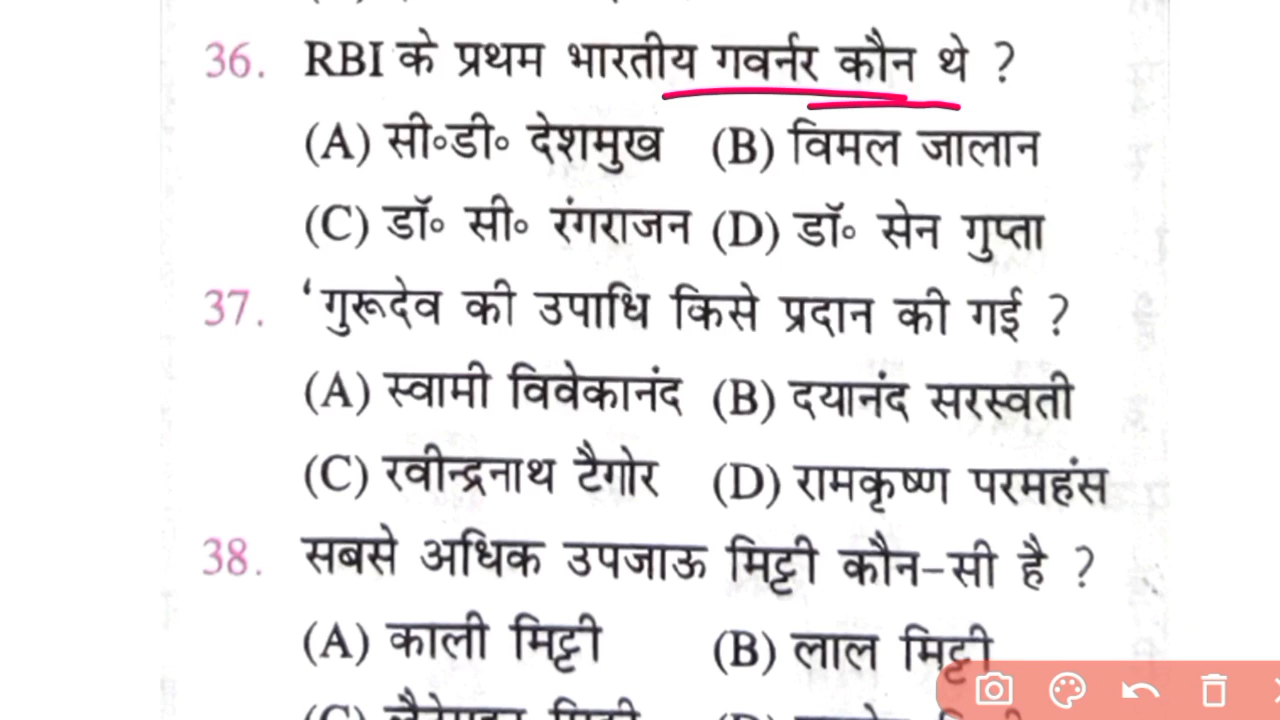 36. RBI के प्रथम भारतीय गवर्नर कौन थे ?
(A) सी॰डी॰ देशमुख (B) विमल जालान
(C) डॉ॰ सी॰ रंगराजन (D) डॉ॰ सेन गुप्ता
37. ‘गुरूदेव की उपाधि किसे प्रदान की गई ?
(A) स्वामी विवेकानंद (B) दयानंद सरस्वती
(C) रवीन्द्रनाथ टैगोर (D) रामकृष्ण परमहंस
38. सबसे अधिक उपजाऊ मिट्टी कौन-सी है ?
(A) काली मिट्टी (B) लाल मिट्टी